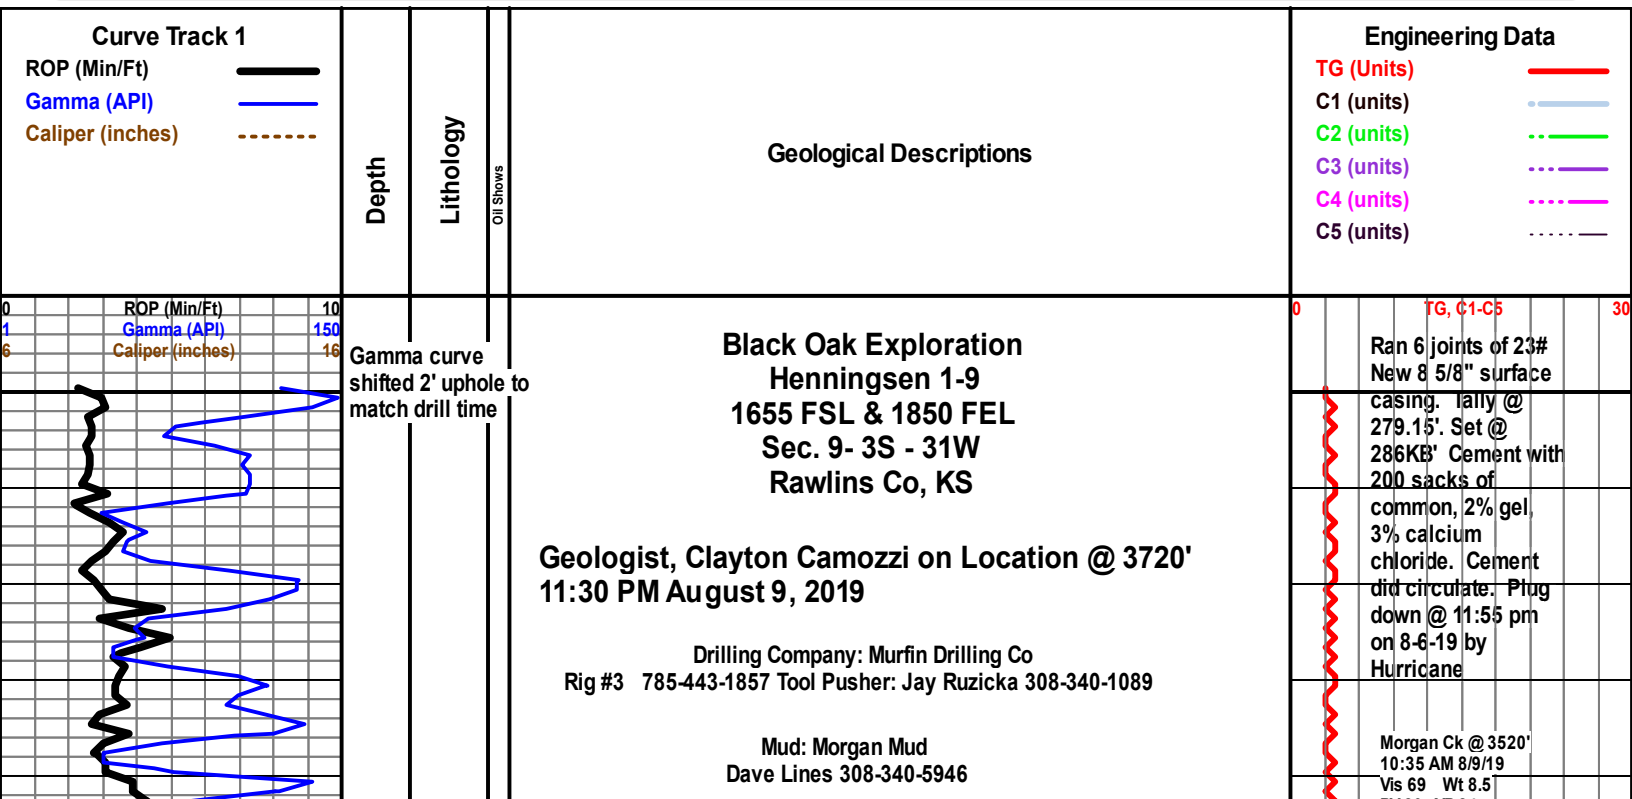 Curve Track 1
ROP (Min/Ft)
Gamma (API)
Caliper (inches)
Depth
Lithology
Oil Shows
Geological Descriptions
Engineering Data
TG (Units)
C1 (units)
C2 (units)
C3 (units)
C4 (units)
C5 (units)
0 ROP (Min/Ft) 10
1 Gamma (API) 150
6 Caliper (inches) 16
Gamma curve
shifted 2' uphole to
match drill time
Black Oak Exploration
Henningsen 1-9
1655 FSL & 1850 FEL
Sec. 9- 3S - 31W
Rawlins Co, KS
Geologist, Clayton Camozzi on Location @ 3720'
11:30 PM August 9, 2019
Drilling Company: Murfin Drilling Co
Rig #3 785-443-1857 Tool Pusher: Jay Ruzicka 308-340-1089
Mud: Morgan Mud
Dave Lines 308-340-5946
0 TG, C1-C5 30
Ran 6 joints of 23#
New 8 5/8" surface
casing. Tally @
279.15'. Set @
286KB' Cement with
200 sacks of
common, 2% gel,
3% calcium
chloride. Cement
did circulate. Plug
down @ 11:55 pm
on 8-6-19 by
Hurricane
Morgan Ck @ 3520'
10:35 AM 8/9/19
Vis 69 Wt 8.5